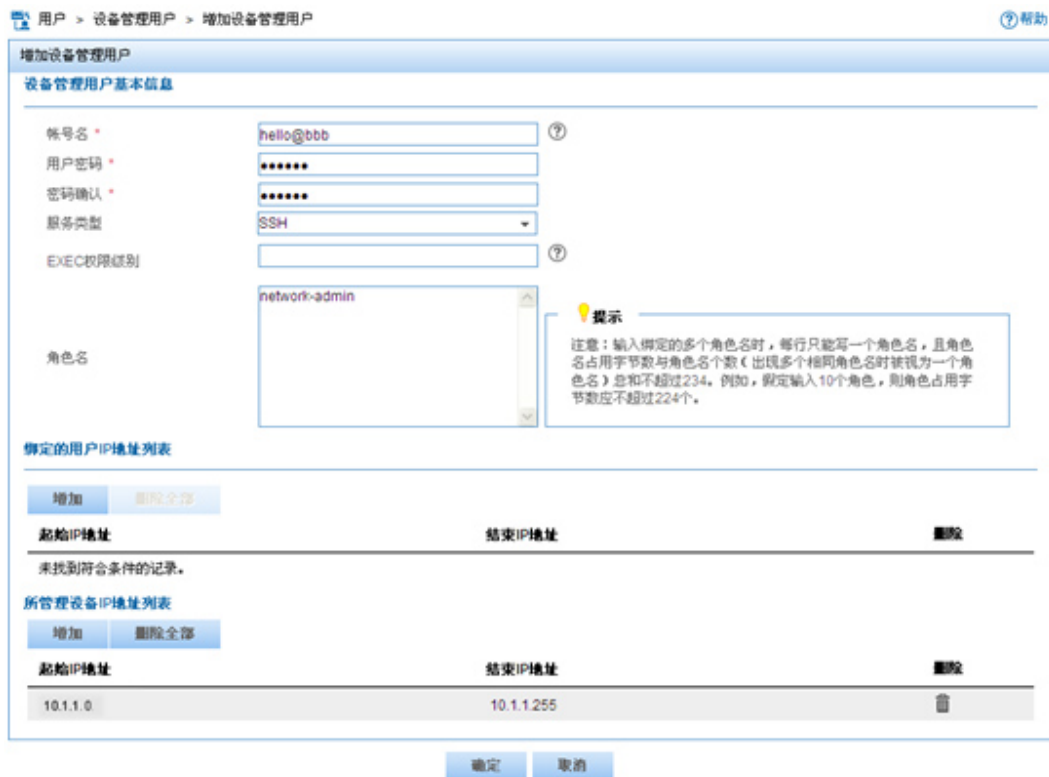 用户 > 设备管理用户 > 增加设备管理用户
帮助
增加设备管理用户
设备管理用户基本信息
帐号名 *
hello@bbb
用户密码 *
●●●●●●
密码确认 *
●●●●●●
服务类型
SSH
EXEC权限级别
角色名
network-admin
提示
注意：输入绑定的多个角色名时，每行只能写一个角色名，且角色
名占用字节数与角色名个数（出现多个相同角色名时被视为一个角
色名）总和不超过234。例如，假定输入10个角色，则角色占用字
节数应不超过224个。
绑定的用户IP地址列表
增加 删除全部
起始IP地址 结束IP地址 删除
未找到符合条件的记录。
所管理设备IP地址列表
增加 删除全部
起始IP地址 结束IP地址 删除
10.1.1.0 10.1.1.255
确定 取消